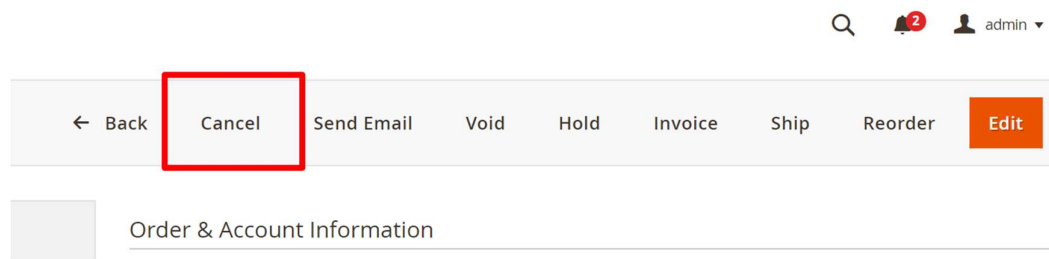 2
admin
Back Cancel Send Email Void Hold Invoice Ship Reorder Edit
Order & Account Information